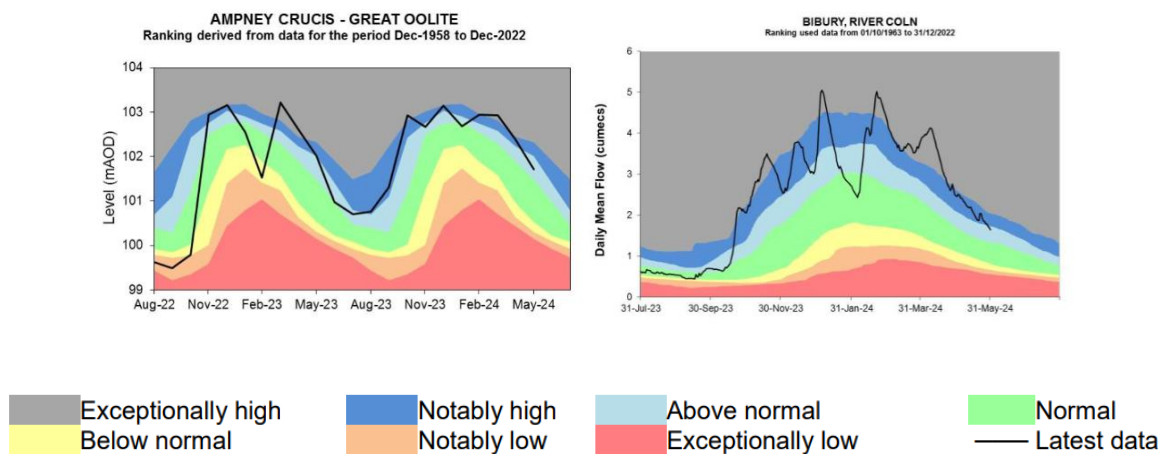 AMPNEY CRUCIS - GREAT OOLITE
Ranking derived from data for the period Dec-1958 to Dec-2022
Level (mAOD)
104
103
102
101
100
99
Aug-22 Nov-22 Feb-23 May-23 Aug-23 Nov-23 Feb-24 May-24
BIBURY, RIVER COLN
Ranking used data from 01/10/1963 to 31/12/2022
Daily Mean Flow (cumecs)
6
5
4
3
2
1
0
31-Jul-23 30-Sep-23 30-Nov-23 31-Jan-24 31-Mar-24 31-May-24
Exceptionally high Notably high Above normal Normal
Below normal Notably low Exceptionally low Latest data